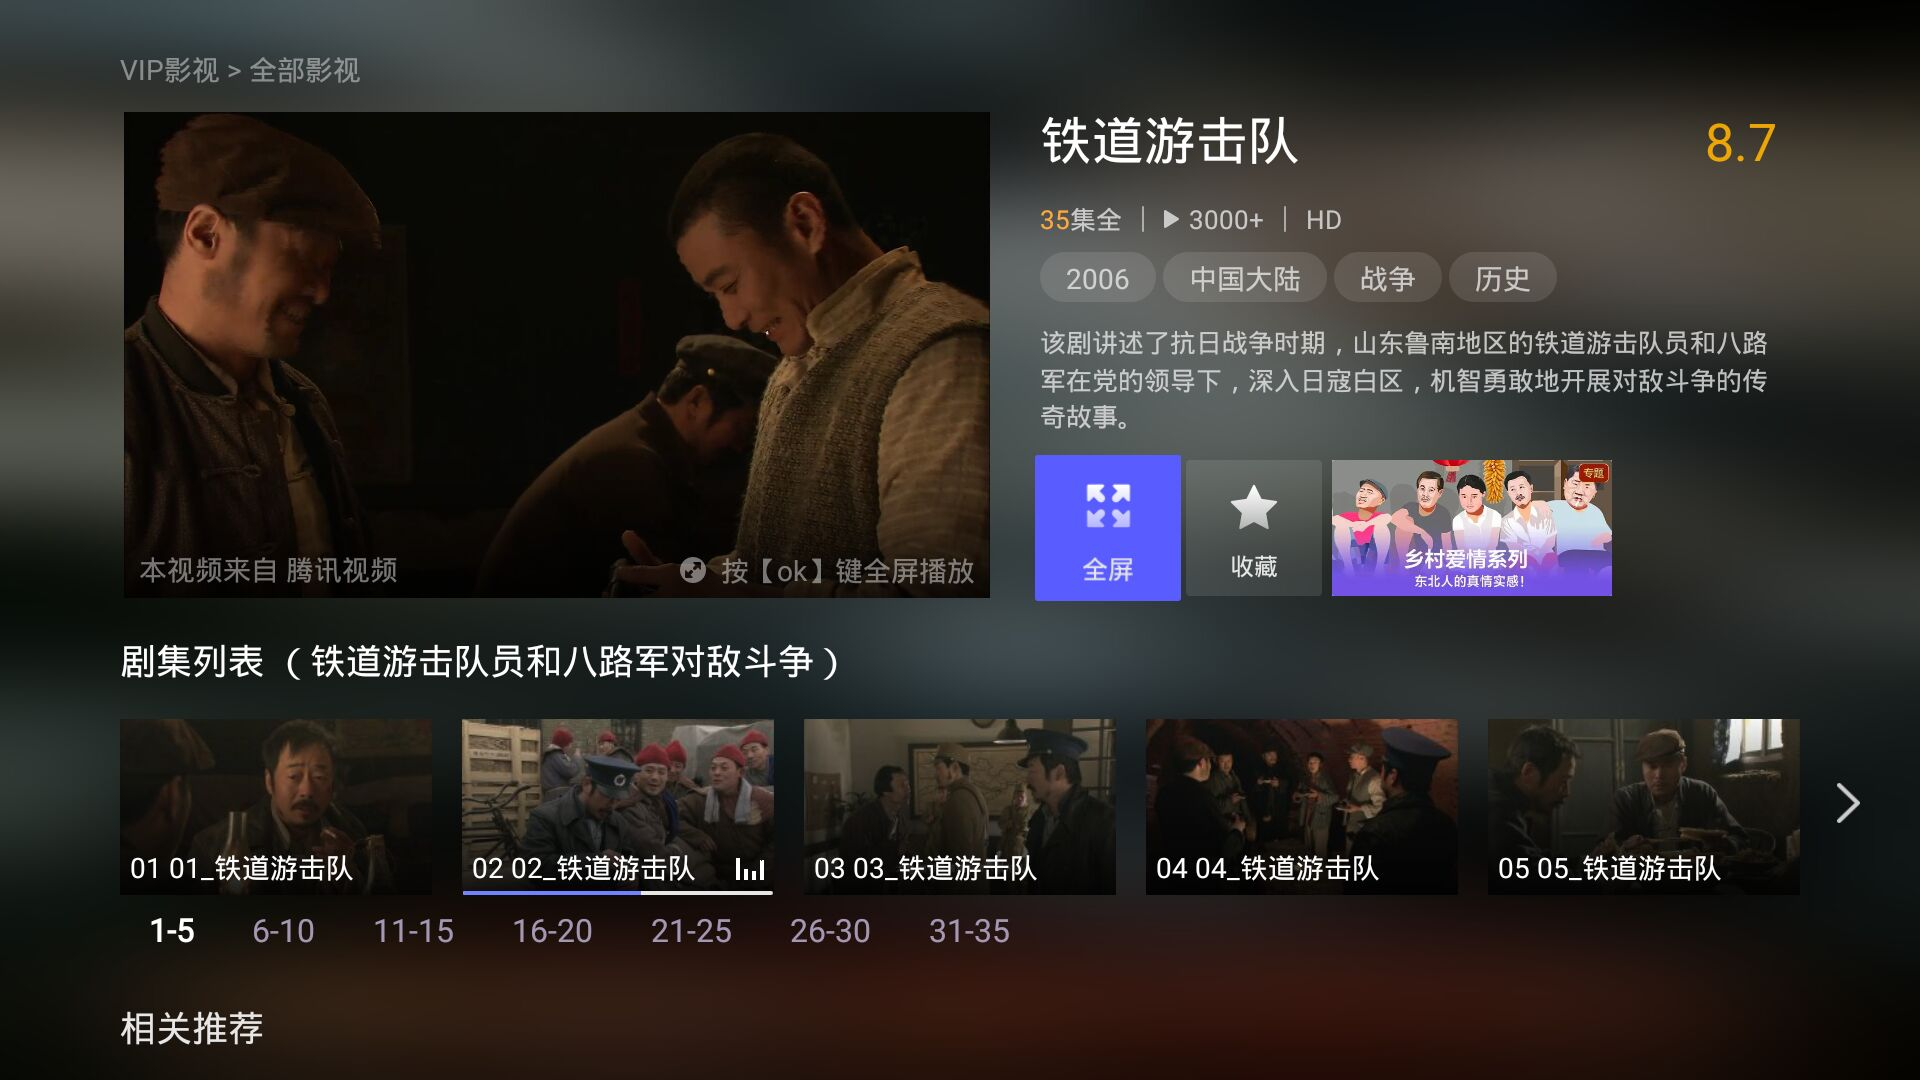 VIP影视 > 全部影视
铁道游击队
8.7
35集全 | 3000+ | HD
2006 中国大陆 战争 历史
该剧讲述了抗日战争时期，山东鲁南地区的铁道游击队员和八路
军在党的领导下，深入日寇白区，机智勇敢地开展对敌斗争的传
奇故事。
本视频来自 腾讯视频
按【ok】键全屏播放
全屏
收藏
专题
乡村爱情系列
东北人的真情实感！
剧集列表 （铁道游击队员和八路军对敌斗争）
01 01_铁道游击队
02 02_铁道游击队
03 03_铁道游击队
04 04_铁道游击队
05 05_铁道游击队
1-5 6-10 11-15 16-20 21-25 26-30 31-35
相关推荐